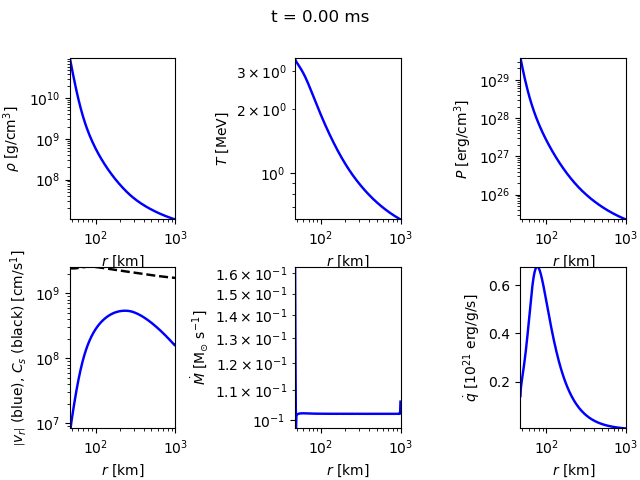 t = 0.00 ms
ρ [g/cm³]
10¹⁰
10⁹
10⁸
10² 10³
r [km]
T [MeV]
3 × 10⁰
2 × 10⁰
10⁰
10² 10³
r [km]
P [erg/cm³]
10²⁹
10²⁸
10²⁷
10²⁶
10² 10³
r [km]
|v_r| (blue), C_s (black) [cm/s¹]
10⁹
10⁸
10⁷
10² 10³
r [km]
Ṁ [M_⊙ s⁻¹]
1.6 × 10⁻¹
1.5 × 10⁻¹
1.4 × 10⁻¹
1.3 × 10⁻¹
1.2 × 10⁻¹
1.1 × 10⁻¹
10⁻¹
10² 10³
r [km]
q̇ [10²¹ erg/g/s]
0.6
0.4
0.2
10² 10³
r [km]